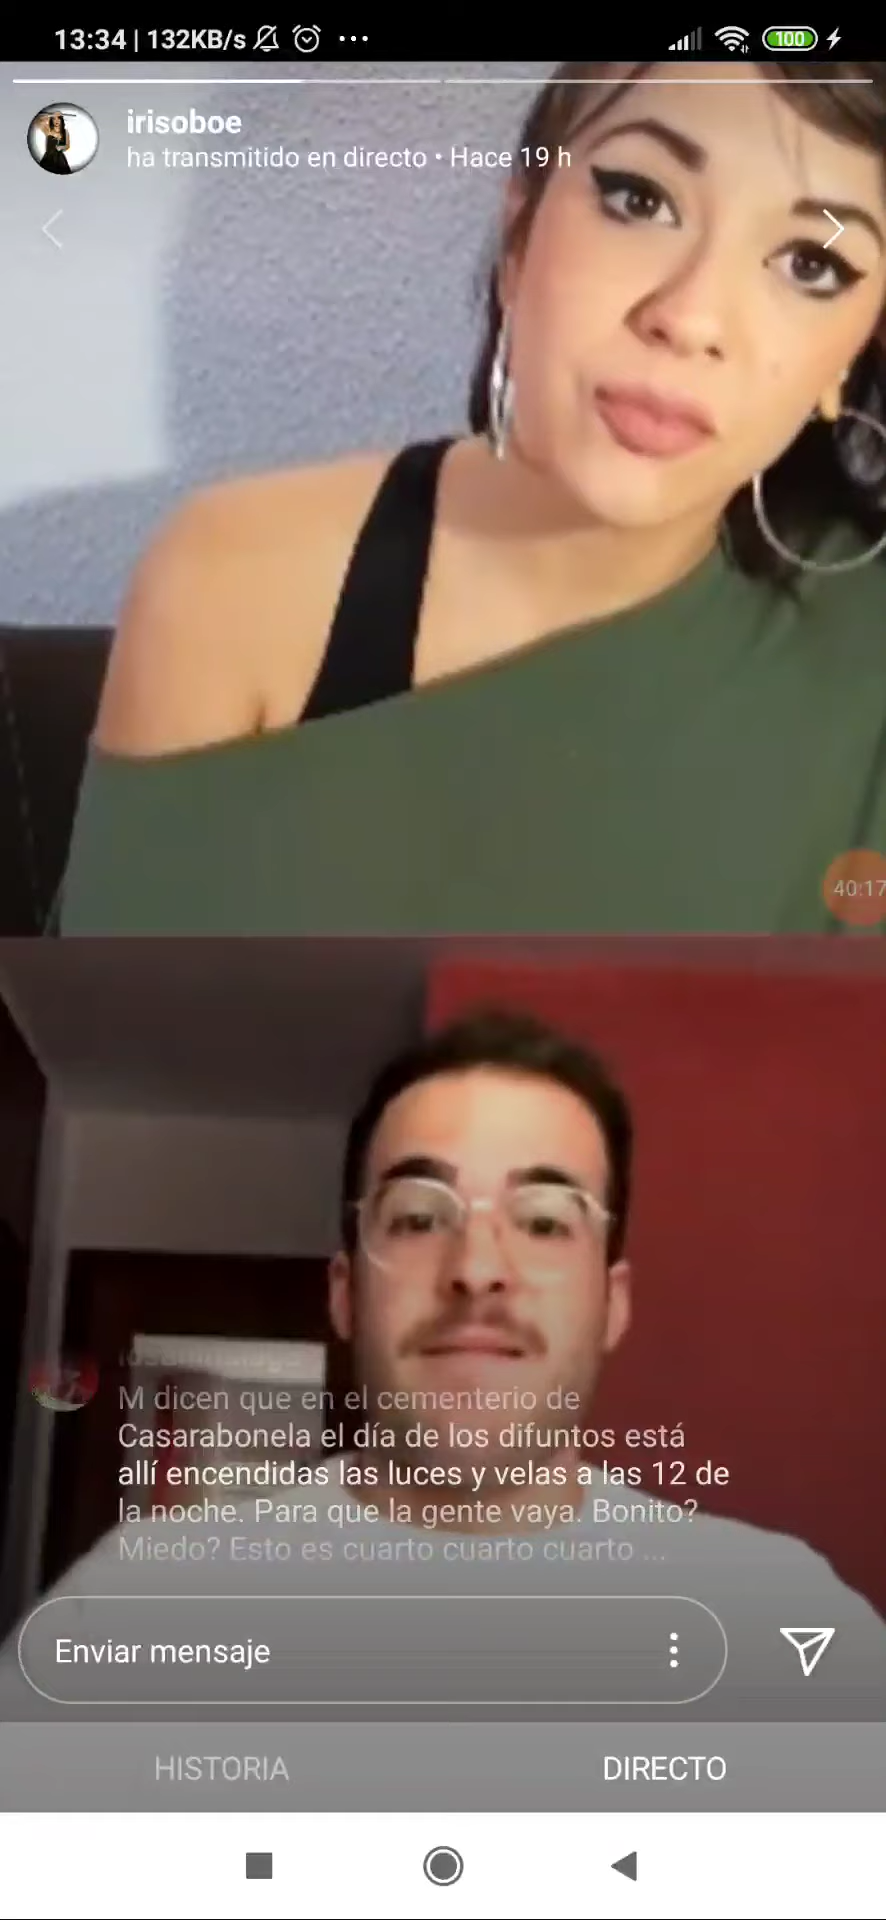 13:34 | 132KB/s ...
100
irisoboe
ha transmitido en directo • Hace 19 h
40:17
M dicen que en el cementerio de
Casarabonela el día de los difuntos está
allí encendidas las luces y velas a las 12 de
la noche. Para que la gente vaya. Bonito?
Miedo? Esto es cuarto cuarto cuarto ...
Enviar mensaje
HISTORIA
DIRECTO